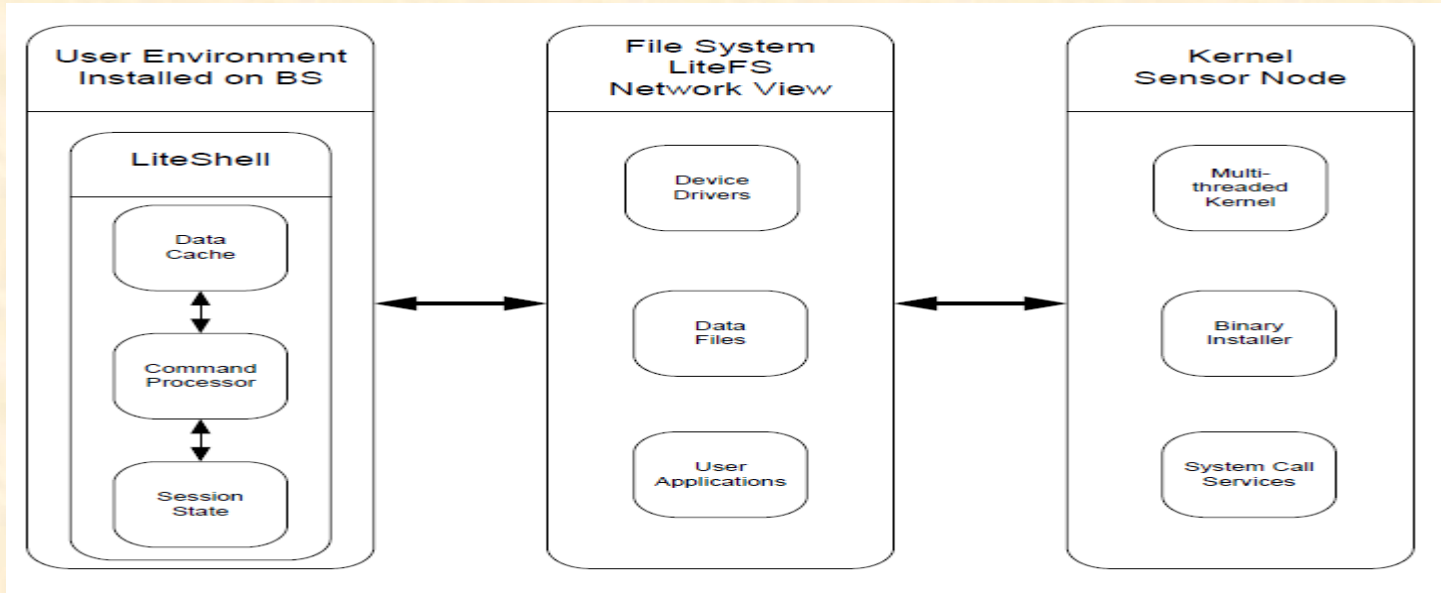 User Environment
Installed on BS
LiteShell
Data
Cache
Command
Processor
Session
State
File System
LiteFS
Network View
Device
Drivers
Data
Files
User
Applications
Kernel
Sensor Node
Multi-
threaded
Kernel
Binary
Installer
System Call
Services